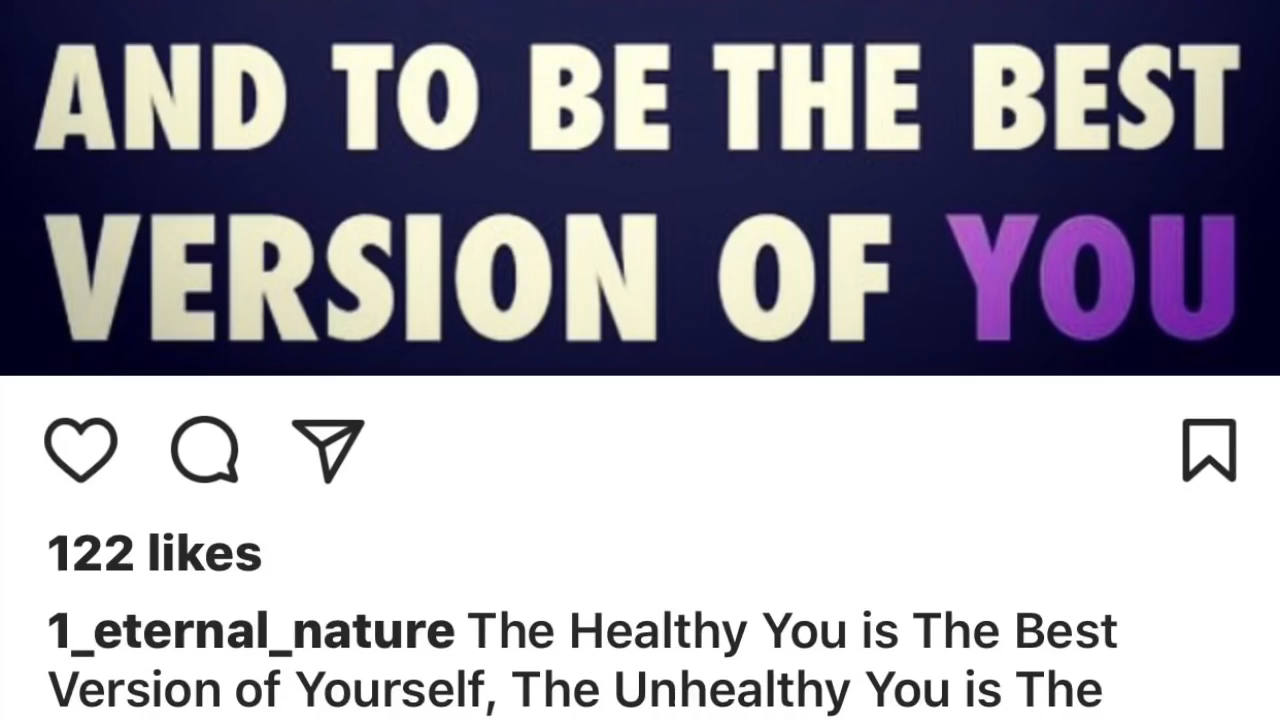 AND TO BE THE BEST
VERSION OF YOU
122 likes
1_eternal_nature The Healthy You is The Best
Version of Yourself, The Unhealthy You is The